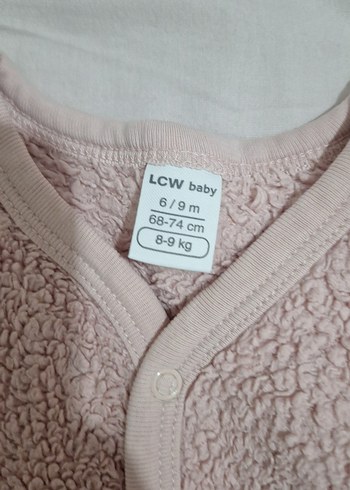 LCW baby
6 / 9 m
68-74 cm
8-9 kg